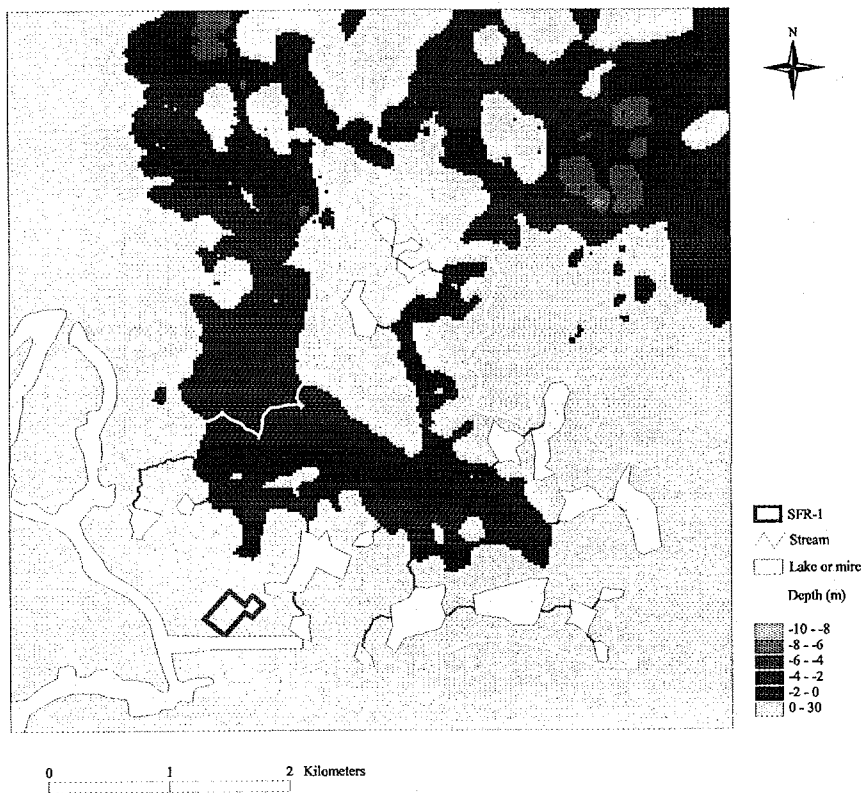 N
SFR-1
Stream
Lake or mire
Depth (m)
-10 - -8
-8 - -6
-6 - -4
-4 - -2
-2 - 0
0 - 30
0 1 2 Kilometers